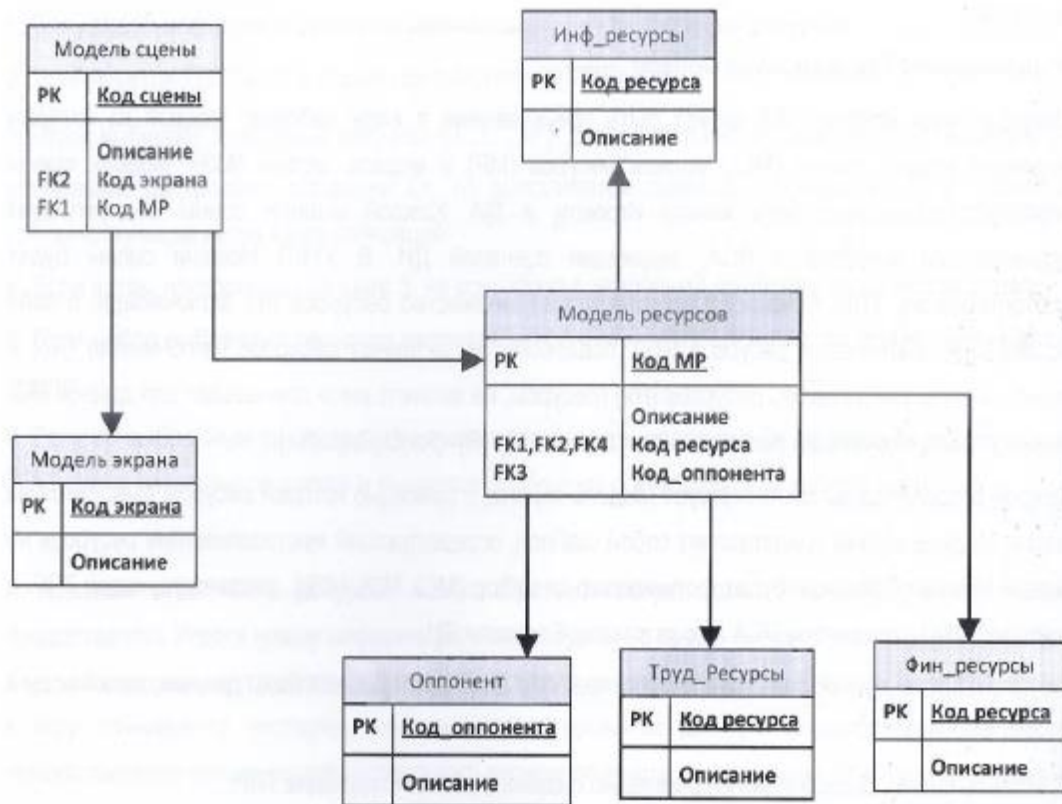 Модель сцены
PK Код сцены
Описание
FK2 Код экрана
FK1 Код МР
Инф_ресурсы
PK Код ресурса
Описание
Модель ресурсов
PK Код МР
Описание
FK1,FK2,FK4 Код ресурса
FK3 Код_оппонента
Модель экрана
PK Код экрана
Описание
Оппонент
PK Код_оппонента
Описание
Труд_Ресурсы
PK Код ресурса
Описание
Фин_ресурсы
PK Код ресурса
Описание